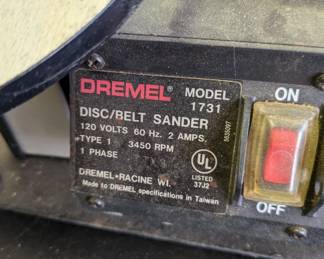 DREMEL® MODEL
1731
DISC/BELT SANDER
120 VOLTS 60 Hz. 2 AMPS.
TYPE 1 3450 RPM
1 PHASE
UL
LISTED
37J2
DREMEL•RACINE WI.
Made to DREMEL specifications in Taiwan
ON
OFF